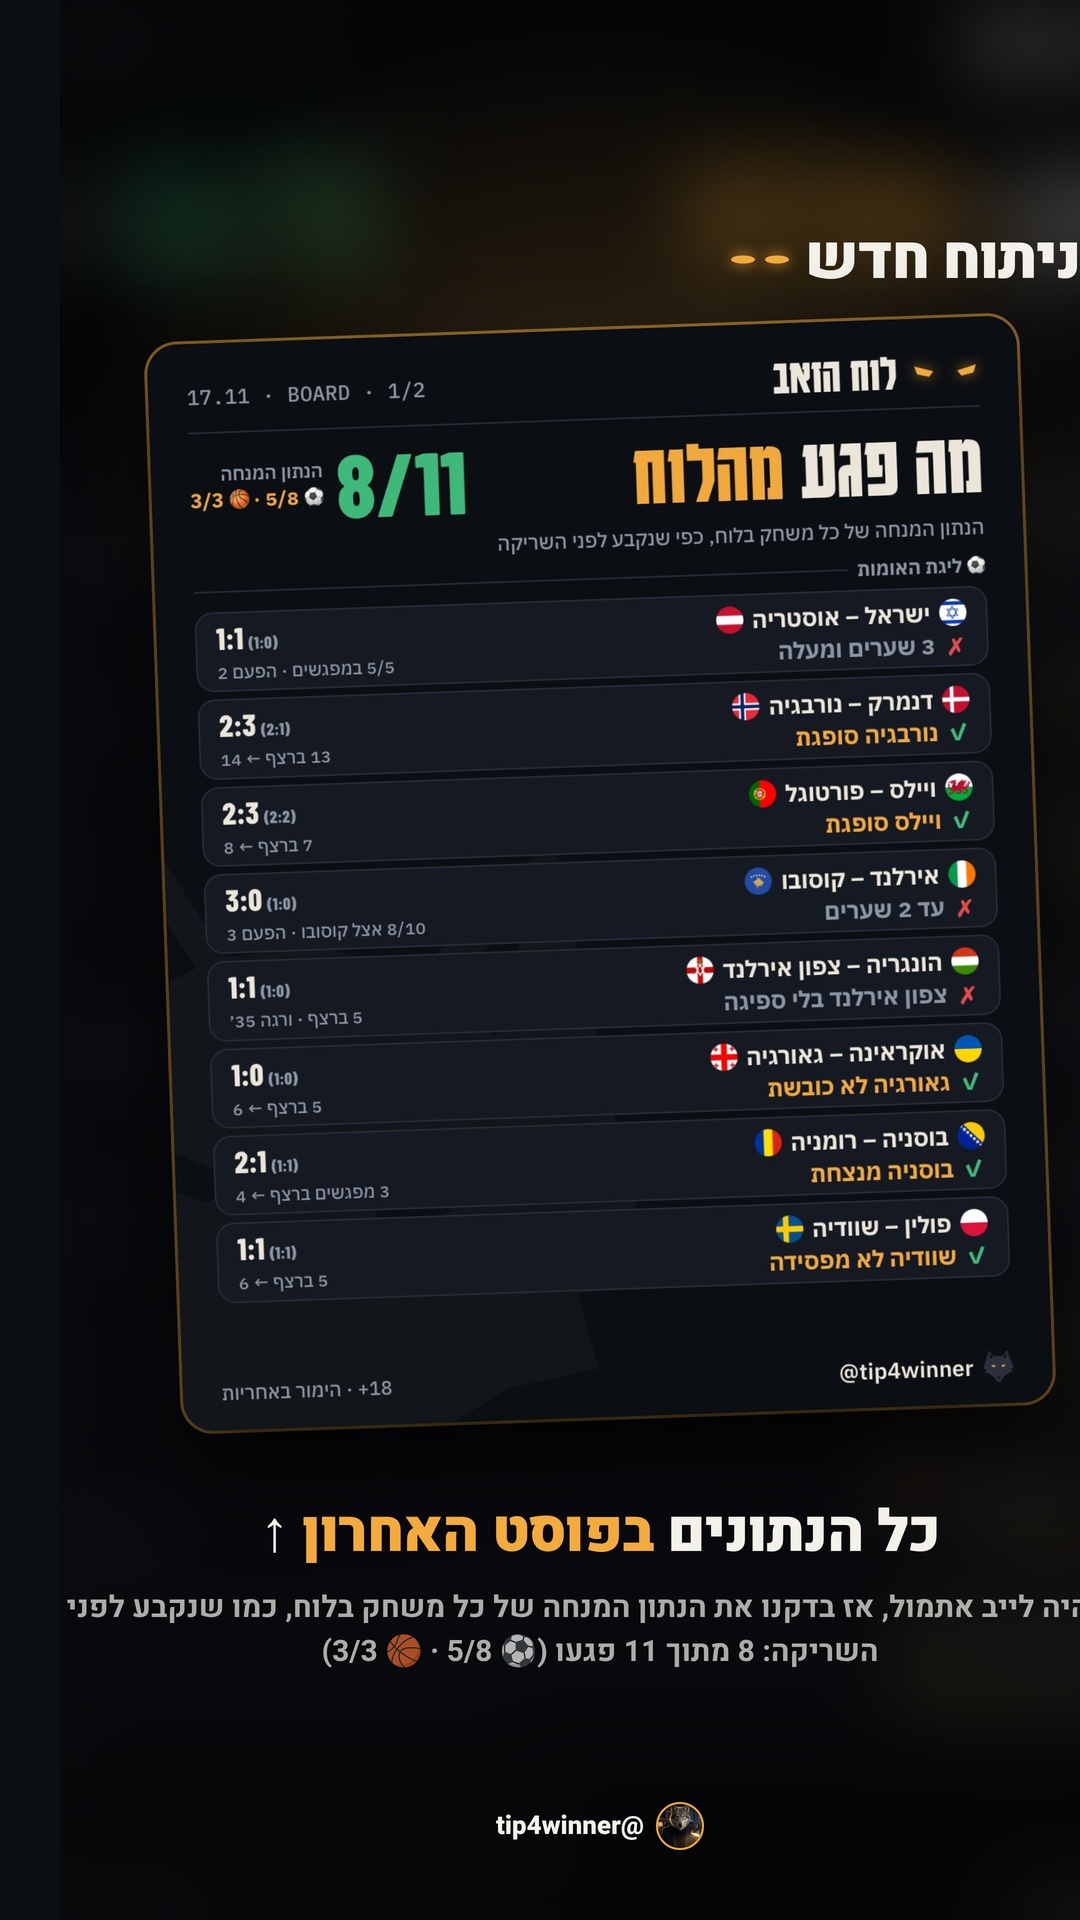 ניתוח חדש
לוח הזאב
17.11 · BOARD · 1/2
מה פגע מהלוח
8/11
הנתון המנחה
⚽ 5/8 · 🏀 3/3
הנתון המנחה של כל משחק בלוח, כפי שנקבע לפני השריקה
⚽ ליגת האומות
ישראל – אוסטריה
1:1 (1:0)
✗ 3 שערים ומעלה
5/5 במפגשים · הפעם 2
דנמרק – נורבגיה
2:3 (2:1)
✓ נורבגיה סופגת
13 ברצף ← 14
ויילס – פורטוגל
2:3 (2:2)
✓ ויילס סופגת
7 ברצף ← 8
אירלנד – קוסובו
3:0 (1:0)
✗ עד 2 שערים
8/10 אצל קוסובו · הפעם 3
הונגריה – צפון אירלנד
1:1 (1:0)
✗ צפון אירלנד בלי ספיגה
5 ברצף · ורגה 35'
אוקראינה – גאורגיה
1:0 (1:0)
✓ גאורגיה לא כובשת
5 ברצף ← 6
בוסניה – רומניה
2:1 (1:1)
✓ בוסניה מנצחת
3 מפגשים ברצף ← 4
פולין – שוודיה
1:1 (1:1)
✓ שוודיה לא מפסידה
5 ברצף ← 6
@tip4winner
18+ · הימור באחריות
כל הנתונים בפוסט האחרון ↑
היה לייב אתמול, אז בדקנו את הנתון המנחה של כל משחק בלוח, כמו שנקבע לפני
השריקה: 8 מתוך 11 פגעו (⚽ 5/8 · 🏀 3/3)
tip4winner@